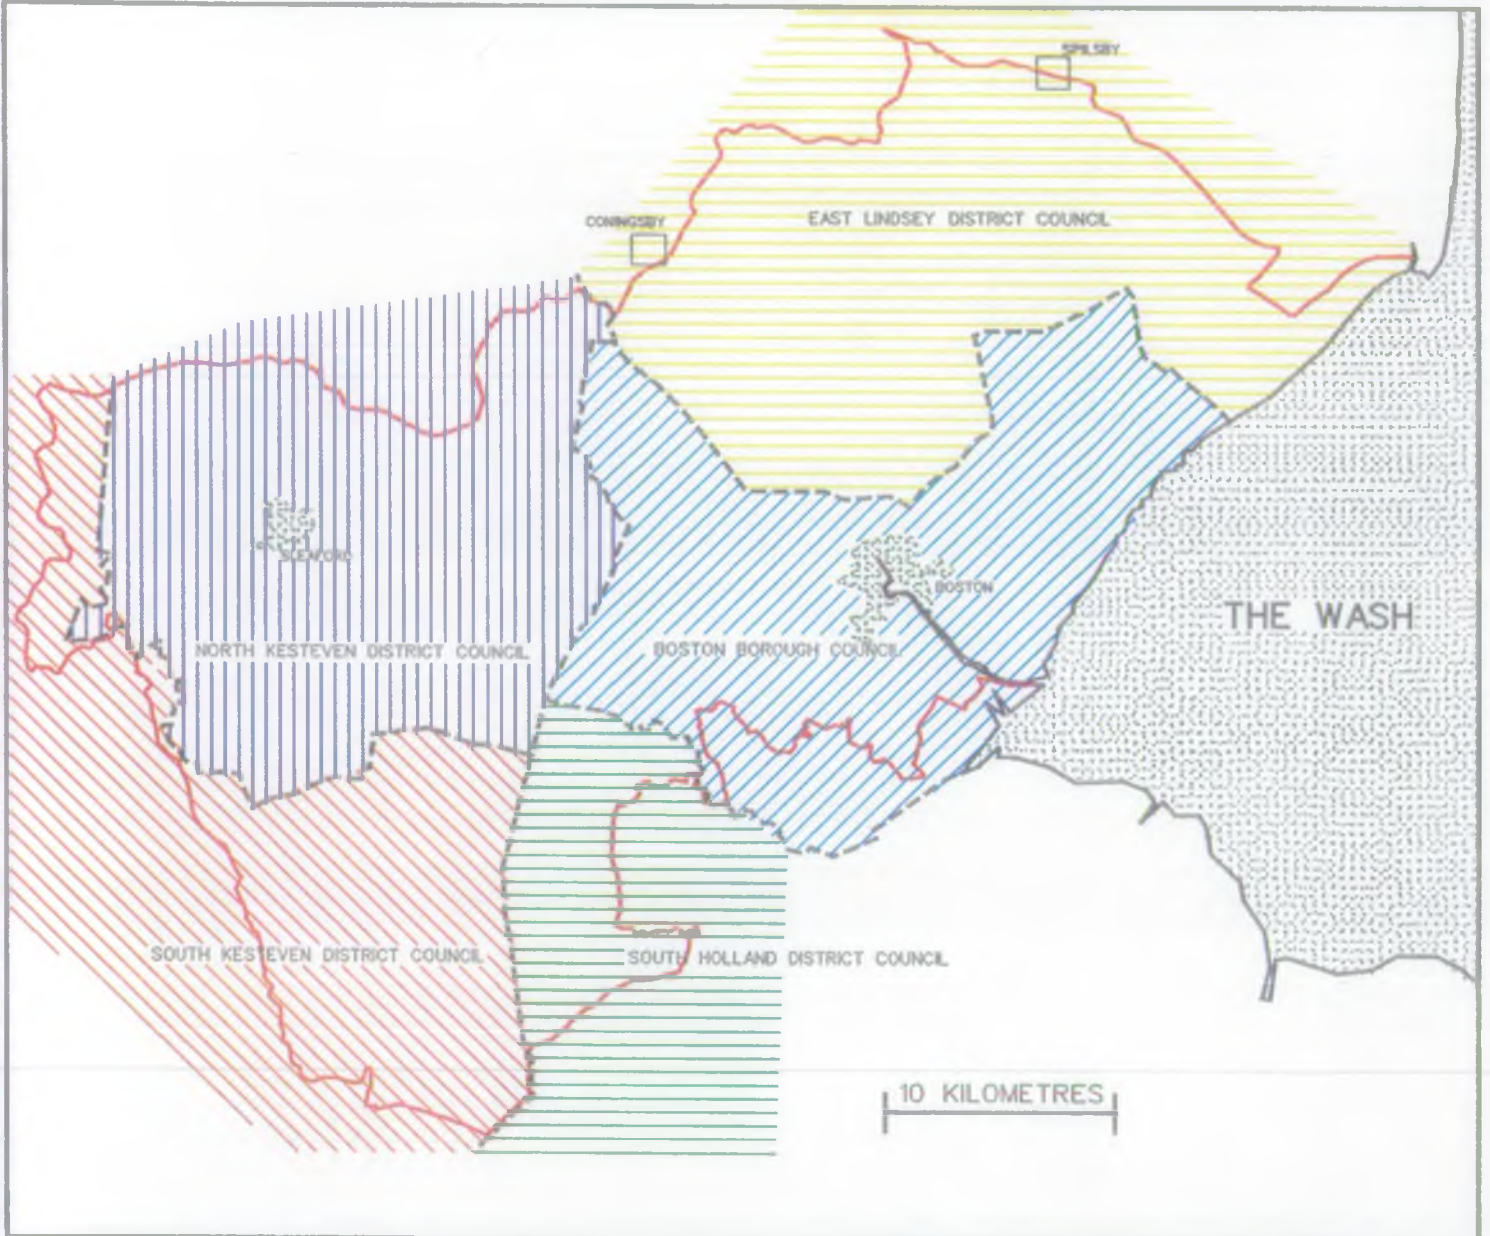 SPILSBY
CONINGSBY
EAST LINDSEY DISTRICT COUNCIL
SLEAFORD
BOSTON
THE WASH
NORTH KESTEVEN DISTRICT COUNCIL
BOSTON BOROUGH COUNCIL
SOUTH KESTEVEN DISTRICT COUNCIL
SOUTH HOLLAND DISTRICT COUNCIL
10 KILOMETRES